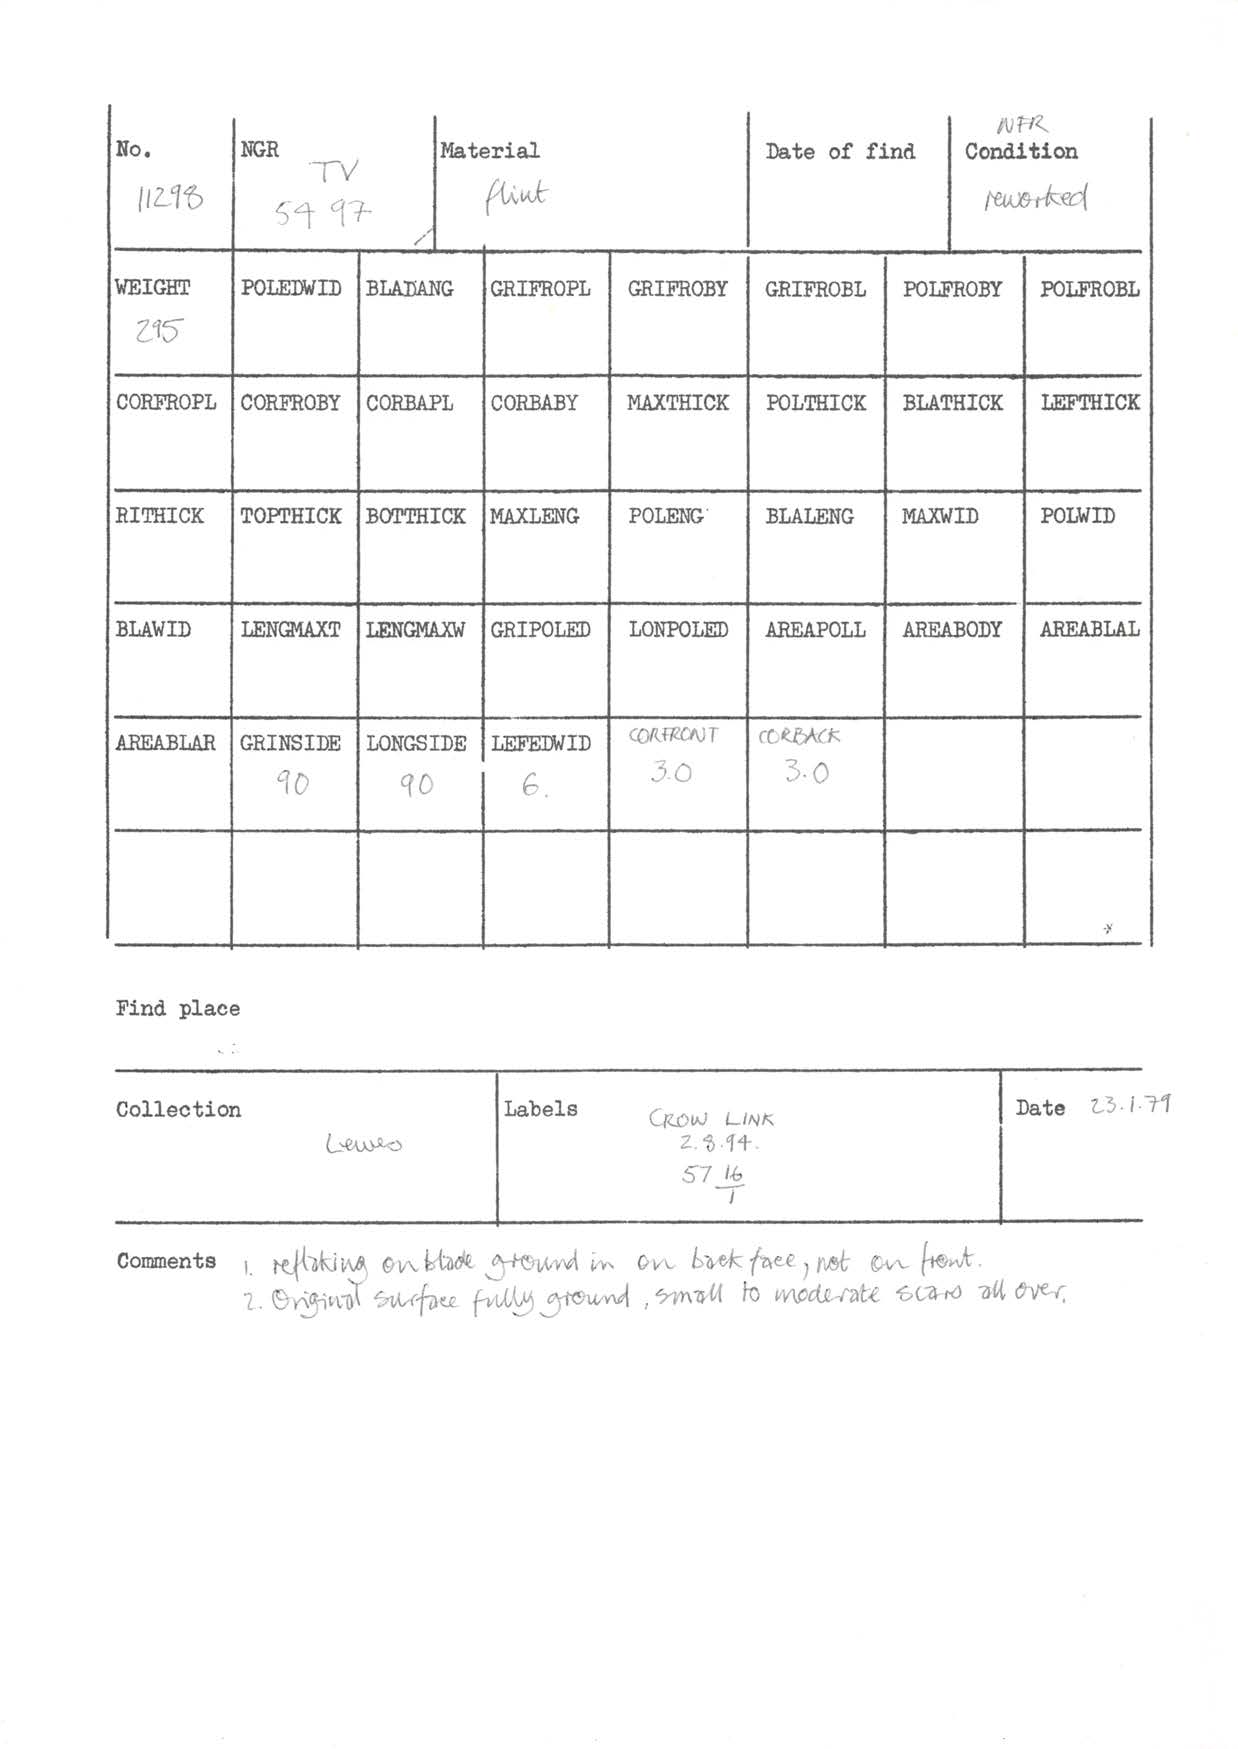 No. NGR Material Date of find NFR Condition
11298 TV 54 97 flint reworked
WEIGHT POLEDWID BLADANG GRIFROPL GRIFROBY GRIFROBL POLFROBY POLFROBL
295
CORFROPL CORFROBY CORBAPL CORBABY MAXTHICK POLTHICK BLATHICK LEFTHICK
RITHICK TOPTHICK BOTTHICK MAXLENG POLENG BLALENG MAXWID POLWID
BLAWID LENGMAXT LENGMAXW GRIPOLED LONPOLED AREAPOLL AREABODY AREABLAL
AREABLAR GRINSIDE LONGSIDE LEFEDWID CORFRONT CORBACK
90 90 6. 3.0 3.0
Find place
Collection Labels CROW LINK Date 23.1.79
Lewes 2.8.94.
57 16/1
Comments 1. reflaking on blade ground in on back face, not on front.
2. Original surface fully ground, small to moderate scars all over.